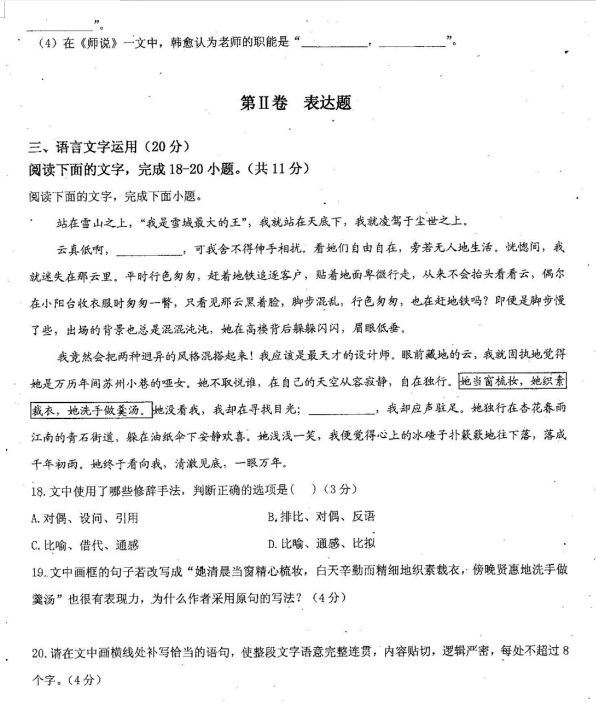 ____________”。
(4)在《师说》一文中，韩愈认为老师的职能是“____________，____________”。
第Ⅱ卷　表达题
三、语言文字运用(20分)
阅读下面的文字，完成18-20小题。(共11分)
阅读下面的文字，完成下面小题。
站在雪山之上，“我是雪域最大的王”，我就站在天底下，我就凌驾于尘世之上。
云真低啊，____________，可我舍不得伸手相扰。看她们自由自在，旁若无人地生活。恍惚间，我
就迷失在那云里。平时行色匆匆，赶着地铁追逐客户，贴着地面卑微行走，从来不会抬头看看云，偶尔
在小阳台收衣服时匆匆一瞥，只看见那云黑着脸，脚步混乱，行色匆匆，也在赶地铁吗？即便是脚步慢
了些，出场的背景也总是混混沌沌，她在高楼背后躲躲闪闪，眉眼低垂。
我竟然会把两种迥异的风格混搭起来！我应该是最天才的设计师。眼前藏地的云，我就固执地觉得
她是万历年间苏州小巷的哑女。她不取悦谁，在自己的天空从容寂静，自在独行。她当窗梳妆，她织素
裁衣，她洗手做羹汤。她没看我，我却在寻找目光；____________，我却应声驻足。她独行在杏花春雨
江南的青石街道，躲在油纸伞下安静欢喜。她浅浅一笑，我便觉得心上的冰碴子扑簌簌地往下落，落成
千年初雨。她终于看向我，清澈见底，一眼万年。
18.文中使用了哪些修辞手法，判断正确的选项是(　　)(3分)
A.对偶、设问、引用　　B.排比、对偶、反语
C.比喻、借代、通感　　D.比喻、通感、比拟
19.文中画框的句子若改写成“她清晨当窗精心梳妆，白天辛勤而精细地织素裁衣，傍晚贤惠地洗手做
羹汤”也很有表现力，为什么作者采用原句的写法？(4分)
20.请在文中画横线处补写恰当的语句，使整段文字语意完整连贯，内容贴切，逻辑严密，每处不超过8
个字。(4分)